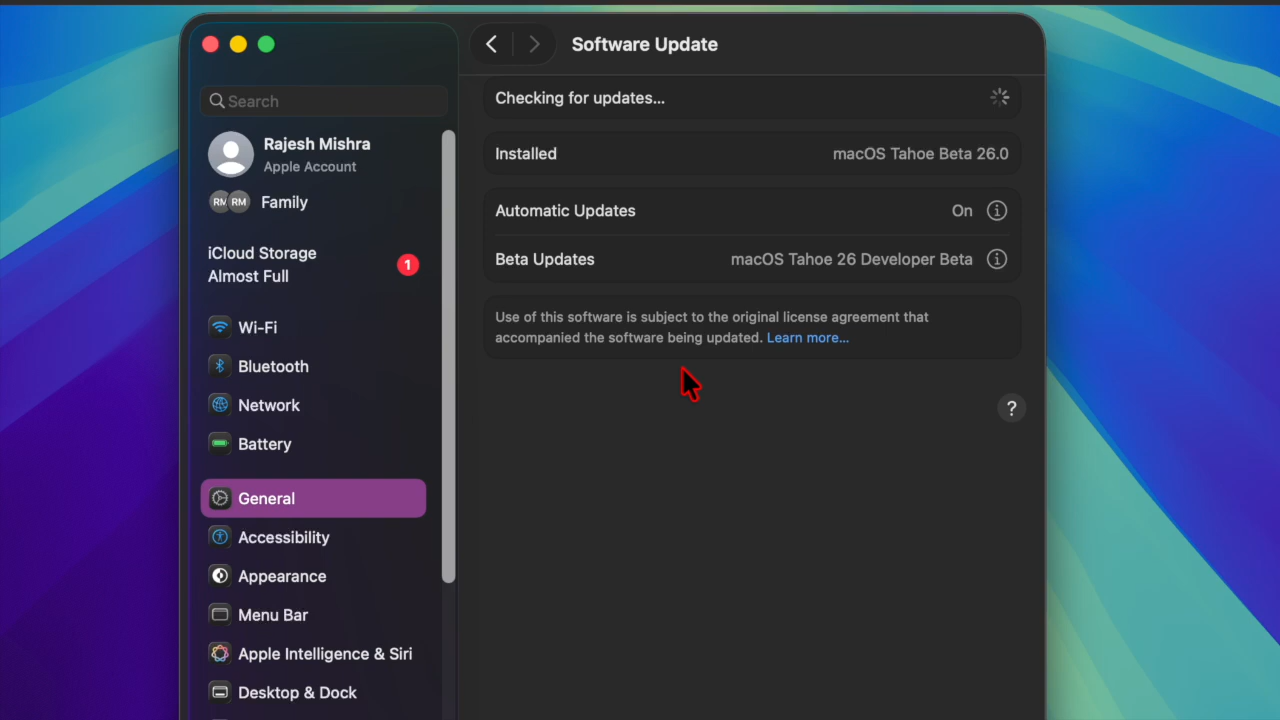 Software Update
Search
Rajesh Mishra
Apple Account
RM RM Family
iCloud Storage
Almost Full
1
Wi-Fi
Bluetooth
Network
Battery
General
Accessibility
Appearance
Menu Bar
Apple Intelligence & Siri
Desktop & Dock
Checking for updates...
Installed macOS Tahoe Beta 26.0
Automatic Updates On
Beta Updates macOS Tahoe 26 Developer Beta
Use of this software is subject to the original license agreement that
accompanied the software being updated. Learn more...
?